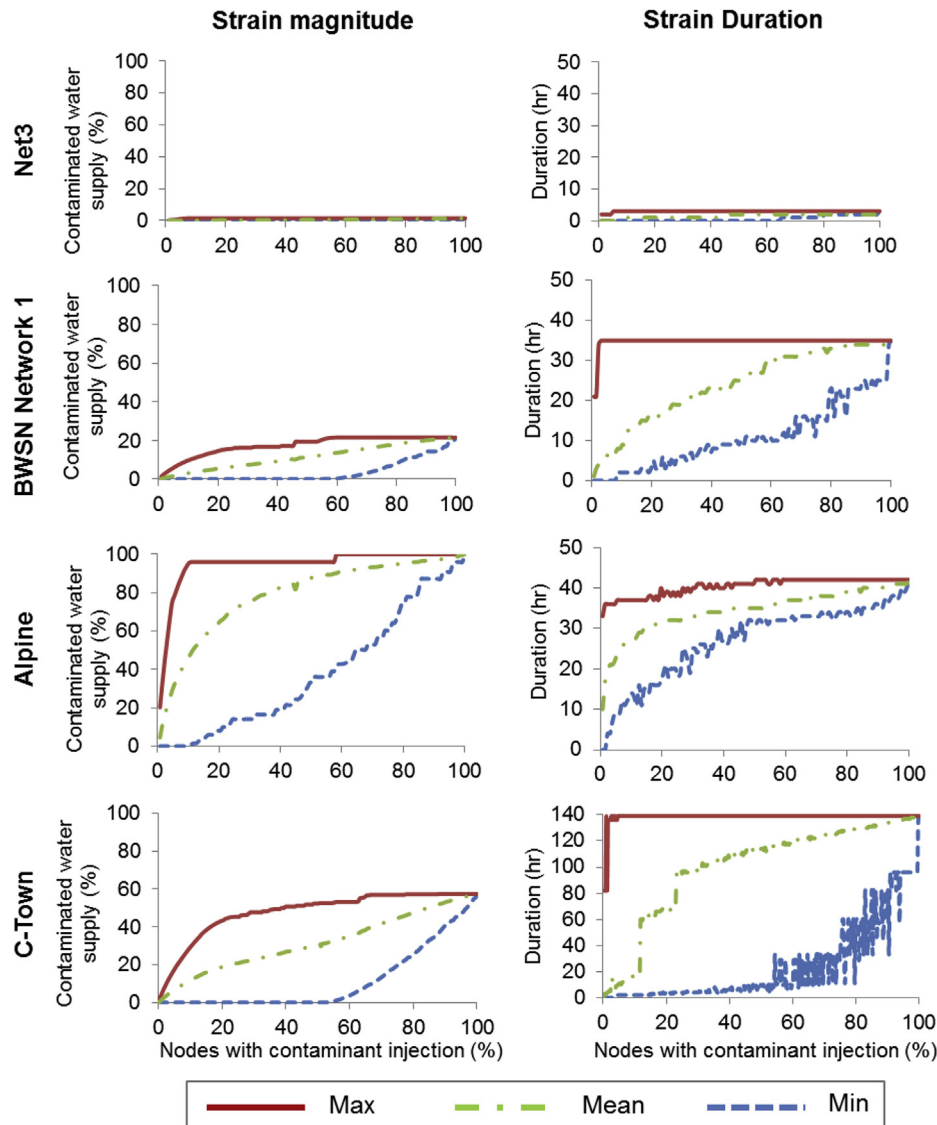 Strain magnitude
Strain Duration
Net3
Contaminated water
supply (%)
100
80
60
40
20
0
0 20 40 60 80 100
Duration (hr)
50
40
30
20
10
0
0 20 40 60 80 100
BWSN Network 1
Contaminated water
supply (%)
100
80
60
40
20
0
0 20 40 60 80 100
Duration (hr)
50
40
30
20
10
0
0 20 40 60 80 100
Alpine
Contaminated water
supply (%)
100
80
60
40
20
0
0 20 40 60 80 100
Duration (hr)
50
40
30
20
10
0
0 20 40 60 80 100
C-Town
Contaminated water
supply (%)
100
80
60
40
20
0
0 20 40 60 80 100
Nodes with contaminant injection (%)
Duration (hr)
140
120
100
80
60
40
20
0
0 20 40 60 80 100
Nodes with contaminant injection (%)
Max Mean Min